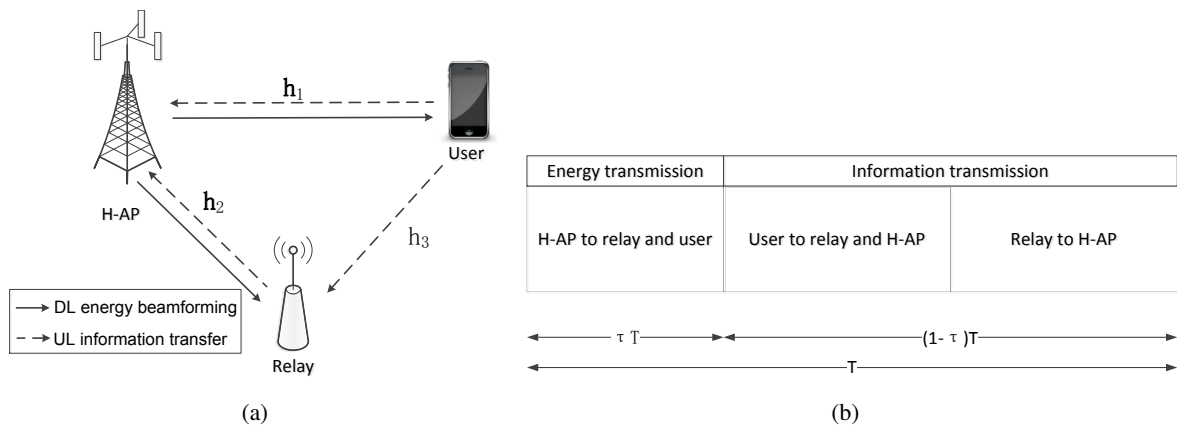 h₁
User
H-AP
h₂
h₃
DL energy beamforming
UL information transfer
Relay
(a)
Energy transmission
Information transmission
H-AP to relay and user
User to relay and H-AP
Relay to H-AP
τ T
(1- τ )T
T
(b)